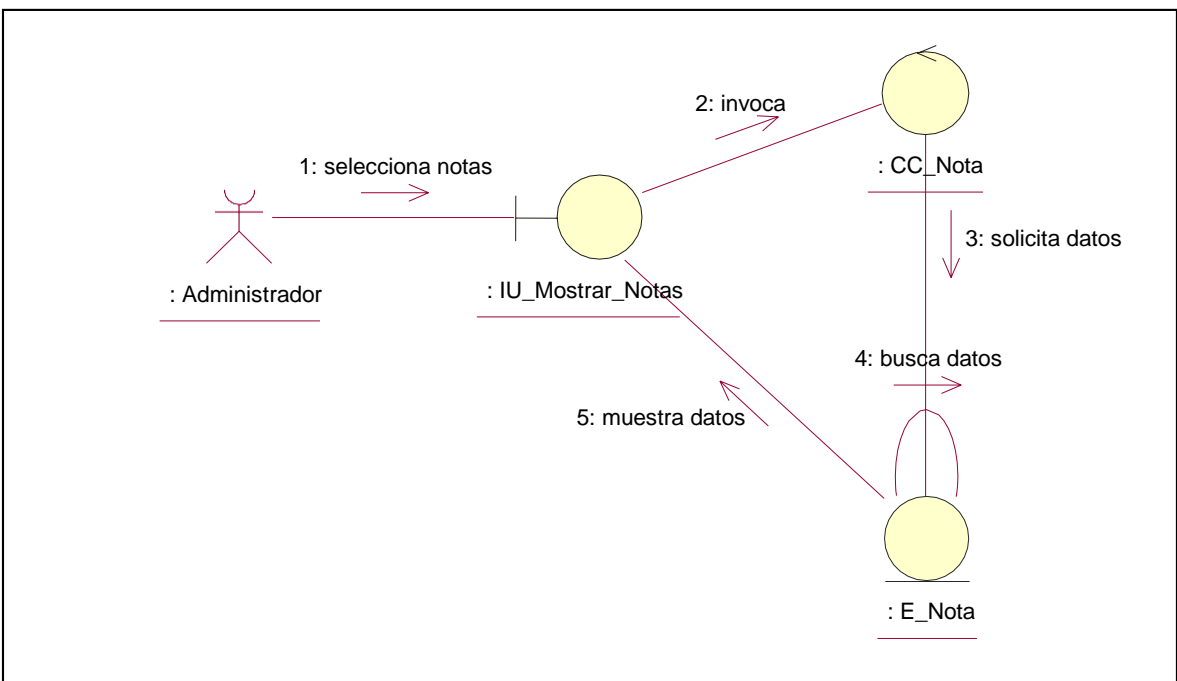 2: invoca
: CC_Nota
1: selecciona notas
3: solicita datos
: Administrador
: IU_Mostrar_Notas
4: busca datos
5: muestra datos
: E_Nota